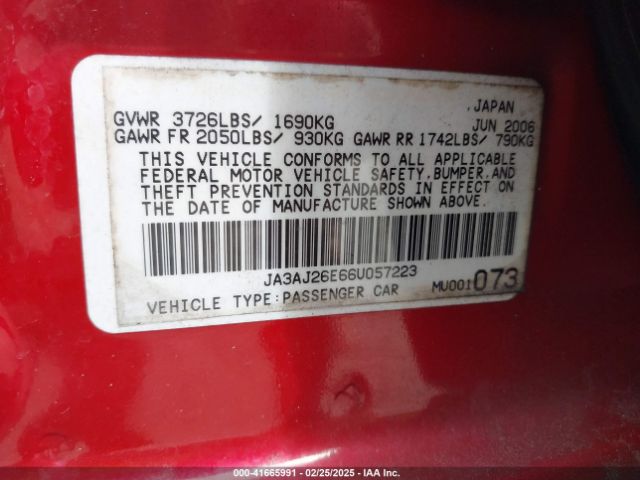 . JAPAN
GVWR 3726LBS/ 1690KG JUN 2006
GAWR FR 2050LBS/ 930KG GAWR RR 1742LBS/ 790KG
THIS VEHICLE CONFORMS TO ALL APPLICABLE
FEDERAL MOTOR VEHICLE SAFETY, BUMPER, AND
THEFT PREVENTION STANDARDS IN EFFECT ON
THE DATE OF MANUFACTURE SHOWN ABOVE.
JA3AJ26E66U057223
VEHICLE TYPE:PASSENGER CAR MU001073
000-41665991 02/25/2025 IAA Inc. Copyright ©